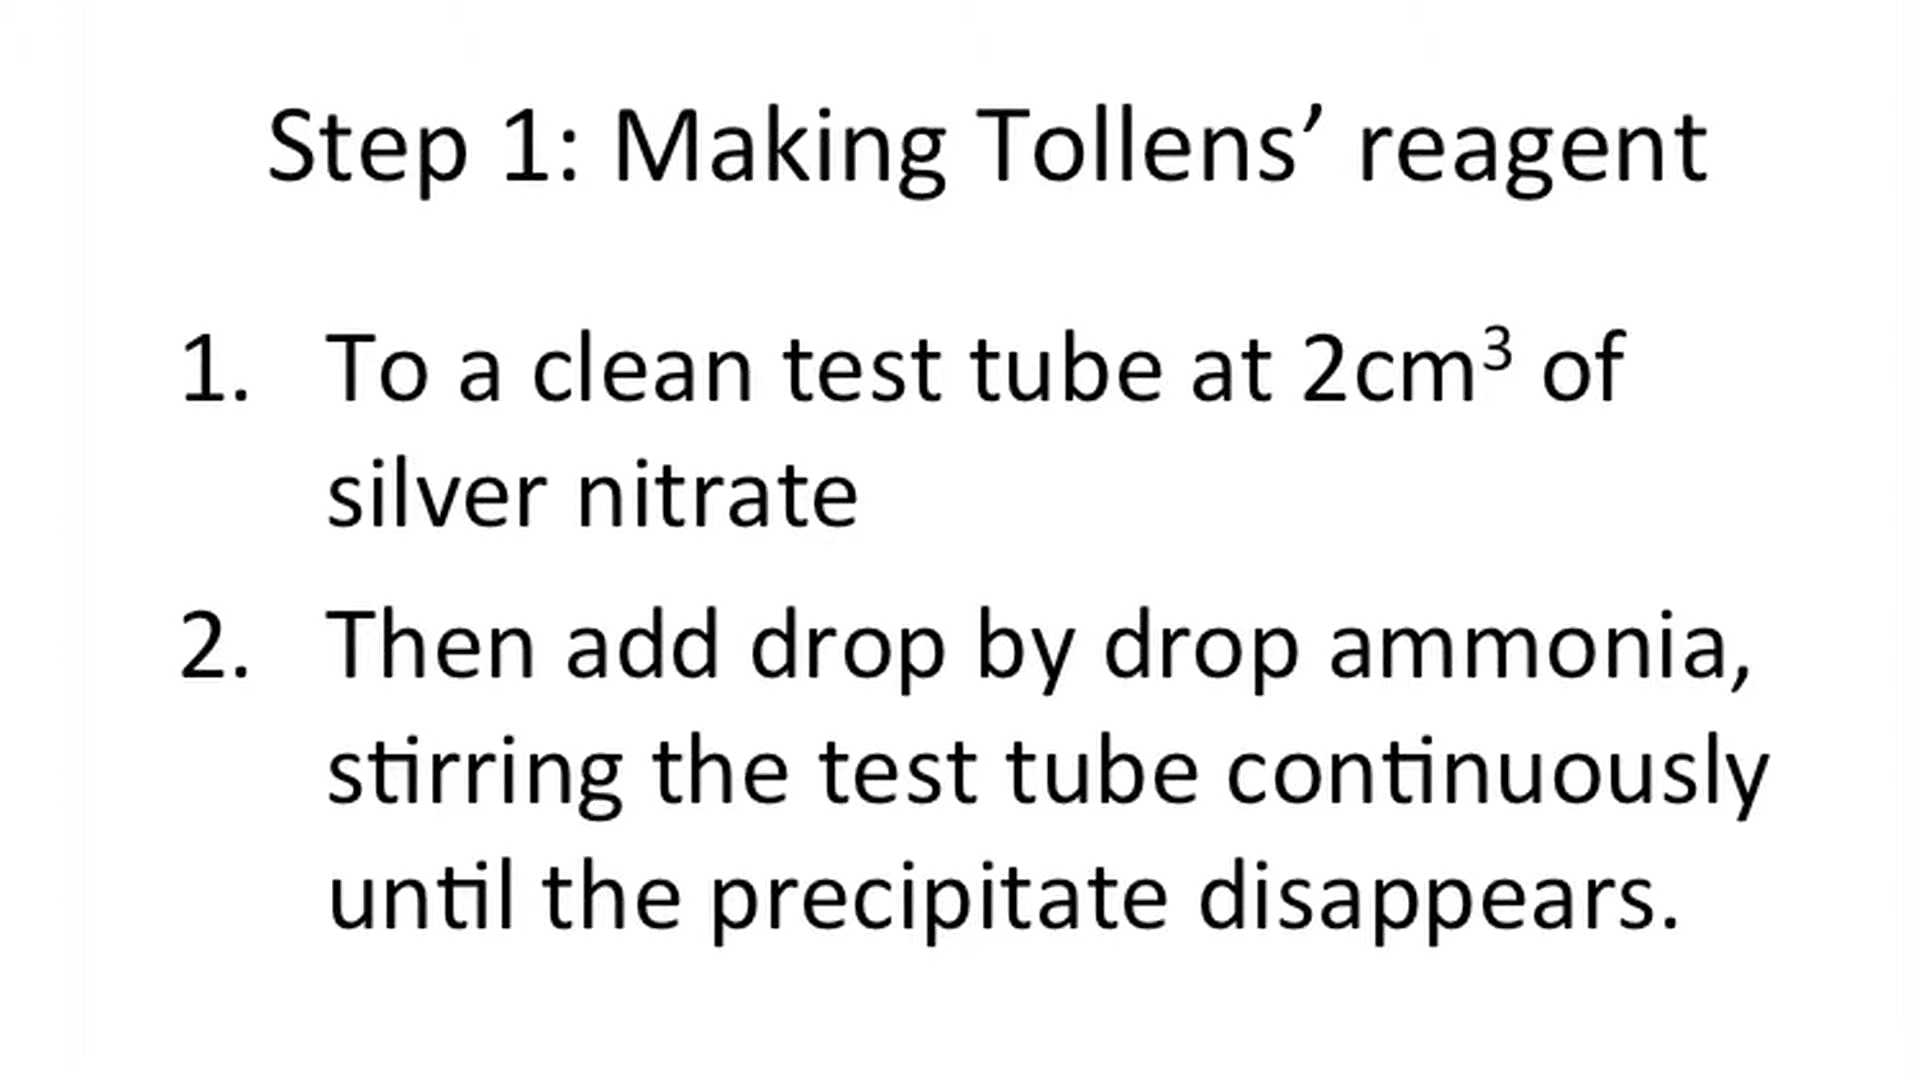 Step 1: Making Tollens’ reagent
1. To a clean test tube at 2cm³ of
silver nitrate
2. Then add drop by drop ammonia,
stirring the test tube continuously
until the precipitate disappears.